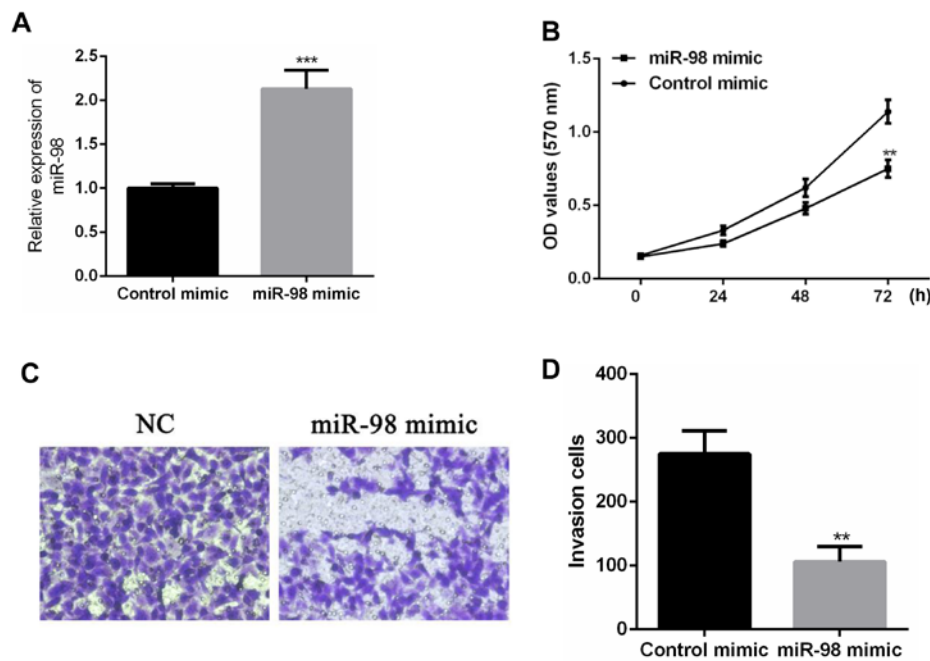 A
Relative expression of
miR-98
2.5
2.0
1.5
1.0
0.5
0.0
***
Control mimic miR-98 mimic
B
miR-98 mimic
Control mimic
OD values (570 nm)
1.5
1.0
0.5
0.0
**
0 24 48 72 (h)
C
NC miR-98 mimic
D
Invasion cells
400
300
200
100
0
**
Control mimic miR-98 mimic